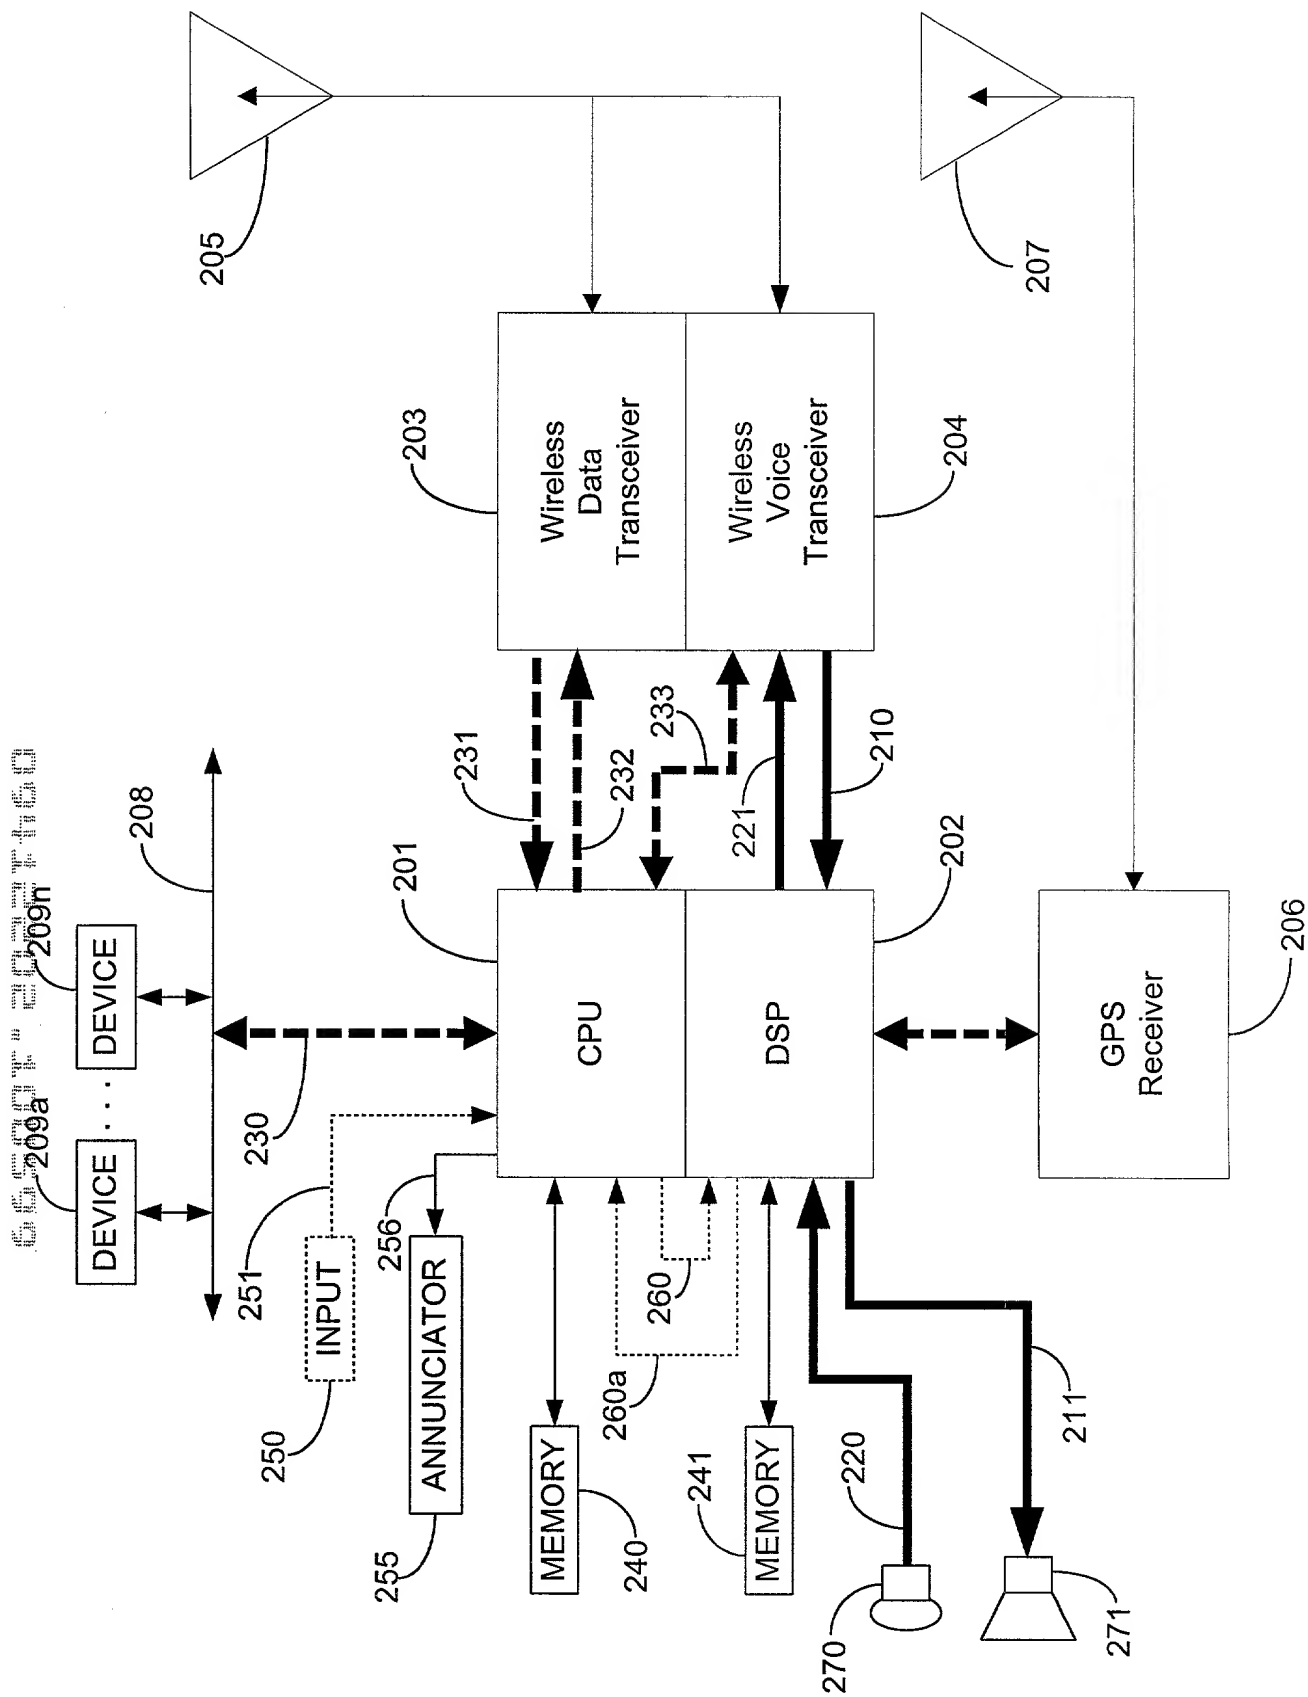 209a
DEVICE
. . .
209n
DEVICE
208
230
251
INPUT
250
256
ANNUNCIATOR
255
201
CPU
DSP
202
231
232
233
221
210
203
Wireless
Data
Transceiver
Wireless
Voice
Transceiver
204
205
207
MEMORY
240
260
260a
241
MEMORY
220
270
211
271
GPS
Receiver
206